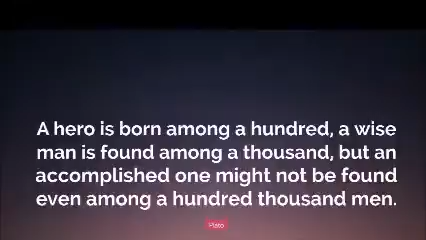 A hero is born among a hundred, a wise
man is found among a thousand, but an
accomplished one might not be found
even among a hundred thousand men.
Plato